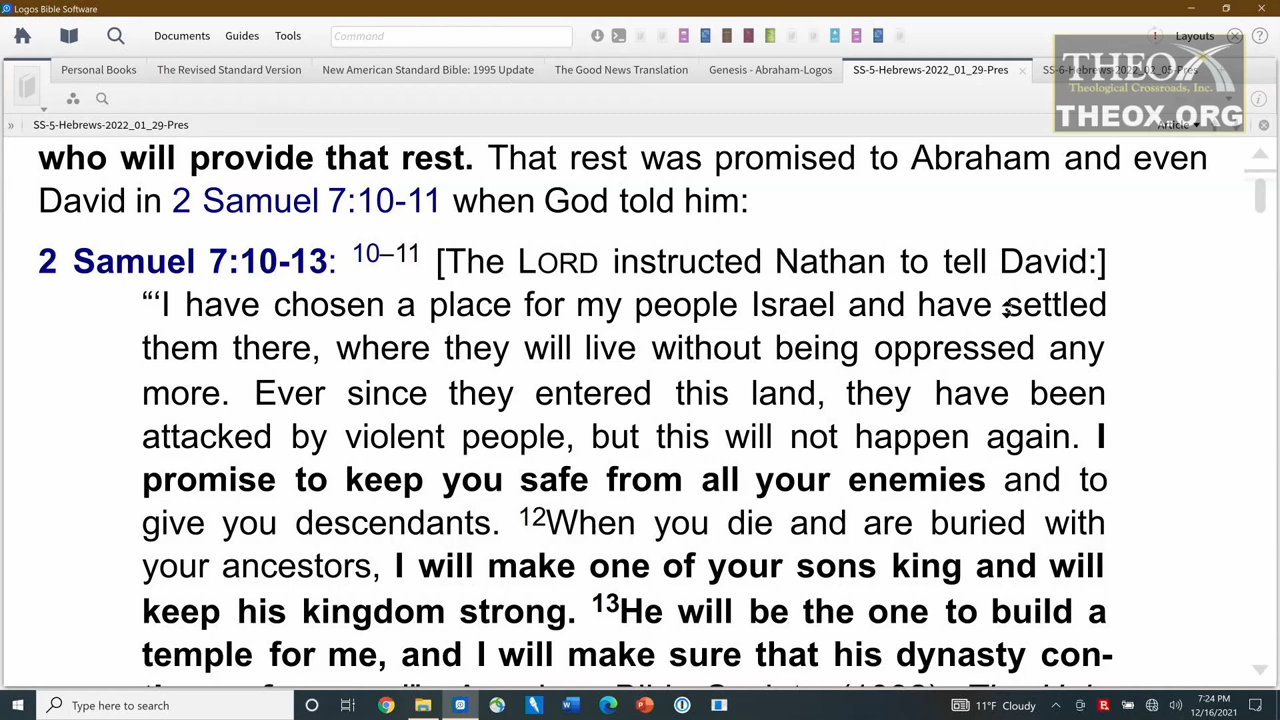 Logos Bible Software
Documents Guides Tools Command Layouts
THEOX
Theological Crossroads, Inc.
THEOX.ORG
Personal Books The Revised Standard Version New American Standard Bible 1995 Update The Good News Translation Genesis - Abraham-Logos SS-5-Hebrews-2022_01_29-Pres SS-6-Hebrews-2022_02_05-Pres
SS-5-Hebrews-2022_01_29-Pres Article
who will provide that rest. That rest was promised to Abraham and even
David in 2 Samuel 7:10-11 when God told him:
2 Samuel 7:10-13: 10–11 [The LORD instructed Nathan to tell David:]
“‘I have chosen a place for my people Israel and have settled
them there, where they will live without being oppressed any
more. Ever since they entered this land, they have been
attacked by violent people, but this will not happen again. I
promise to keep you safe from all your enemies and to
give you descendants. 12When you die and are buried with
your ancestors, I will make one of your sons king and will
keep his kingdom strong. 13He will be the one to build a
temple for me, and I will make sure that his dynasty con-
Type here to search
11°F Cloudy
7:24 PM
12/16/2021